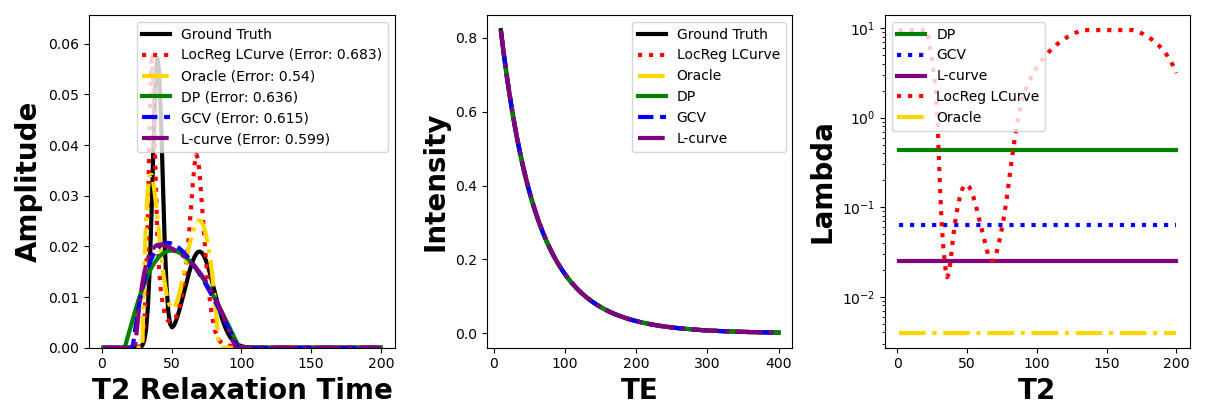 Amplitude
0.06
0.05
0.04
0.03
0.02
0.01
0.00
0
50
100
150
200
T2 Relaxation Time
Ground Truth
LocReg LCurve (Error: 0.683)
Oracle (Error: 0.54)
DP (Error: 0.636)
GCV (Error: 0.615)
L-curve (Error: 0.599)
Intensity
0.8
0.6
0.4
0.2
0.0
0
100
200
300
400
TE
Ground Truth
LocReg LCurve
Oracle
DP
GCV
L-curve
Lambda
10¹
10⁰
10⁻¹
10⁻²
0
50
100
150
200
T2
DP
GCV
L-curve
LocReg LCurve
Oracle